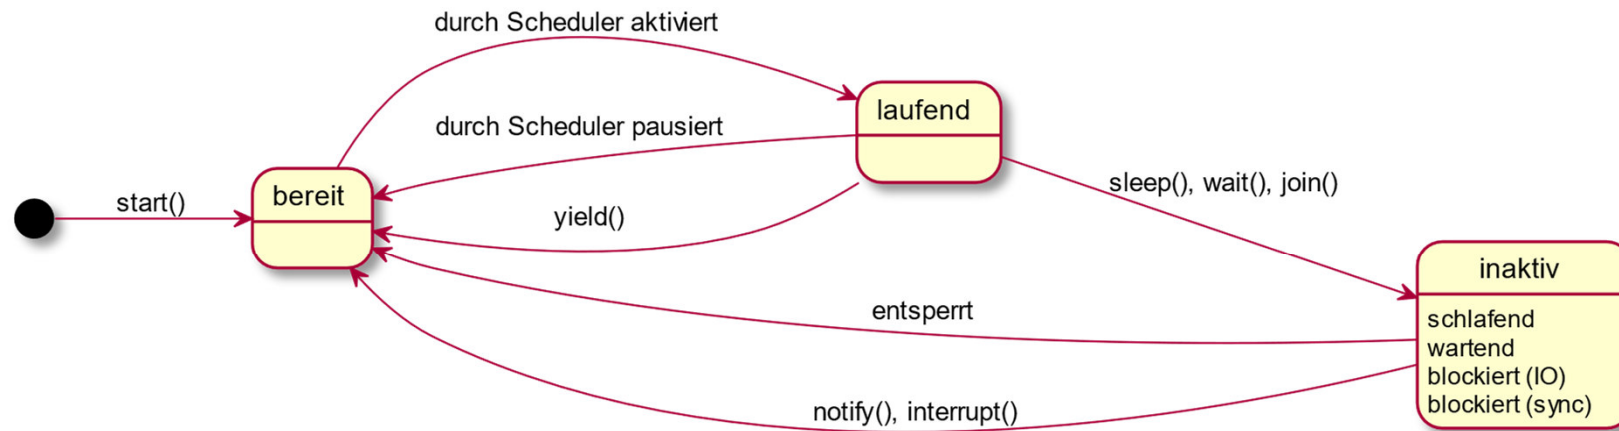 durch Scheduler aktiviert
laufend
durch Scheduler pausiert
sleep(), wait(), join()
bereit
start()
yield()
inaktiv
entsperrt
schlafend
wartend
blockiert (IO)
blockiert (sync)
notify(), interrupt()